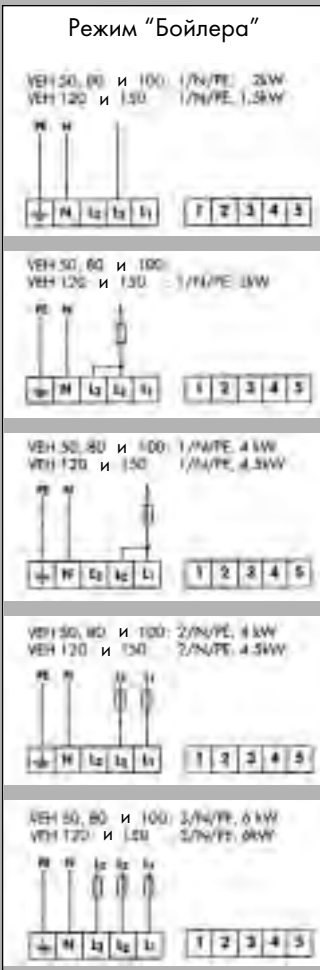 Режим “Бойлера”
VEH 50, 80 и 100: 1/N/PE, 2kW
VEH 120 и 150 1/N/PE, 1,5kW
PE N
N L3 L2 L1 1 2 3 4 5
VEH 50, 80 и 100:
VEH 120 и 150 1/N/PE 3kW
PE N
N L3 L2 L1 1 2 3 4 5
VEH 50, 80 и 100: 1/N/PE, 4 kW
VEH 120 и 150 1/N/PE, 4,5kW
PE N
N L3 L2 L1 1 2 3 4 5
VEH 50, 80 и 100: 2/N/PE, 4 kW
VEH 120 и 150 2/N/PE, 4,5kW
PE N L2 L1
N L3 L2 L1 1 2 3 4 5
VEH 50, 80 и 100: 3/N/PE, 6 kW
VEH 120 и 150 3/N/PE, 6kW
PE N L3 L2 L1
N L3 L2 L1 1 2 3 4 5